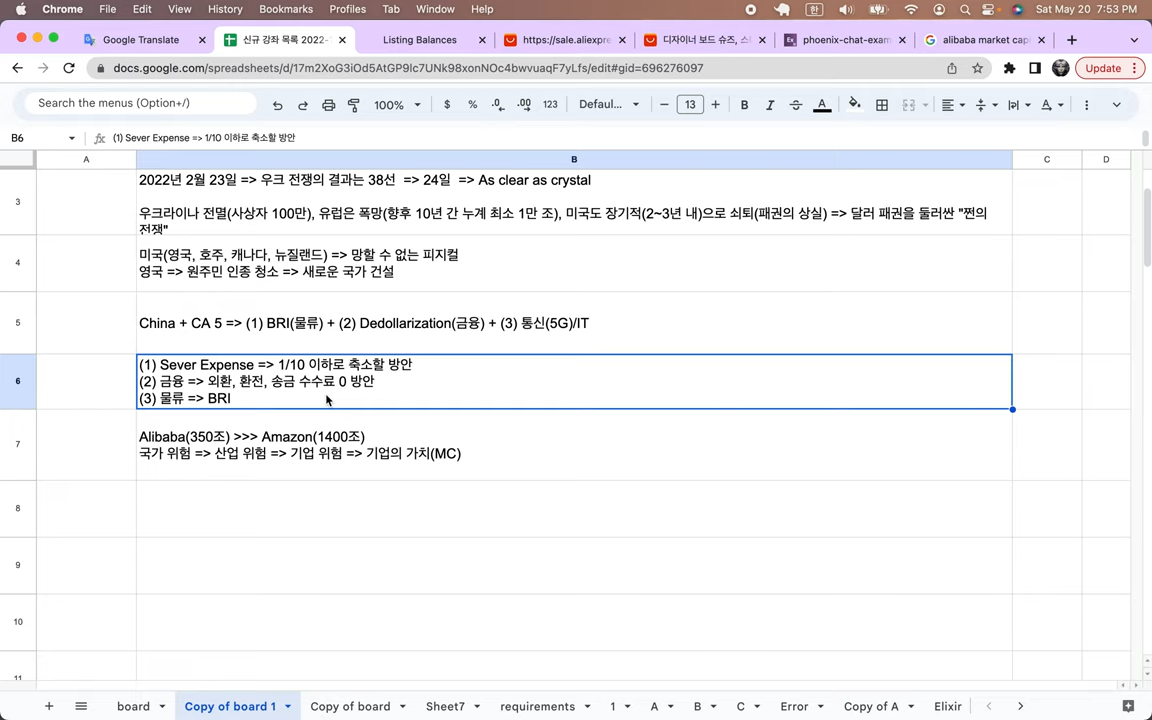 Chrome File Edit View History Bookmarks Profiles Tab Window Help 한 Sat May 20 7:53 PM
Google Translate 신규 강좌 목록 2022- Listing Balances https://sale.aliexpre 디자이너 보드 슈즈, 스 Ex phoenix-chat-exam alibaba market cap
docs.google.com/spreadsheets/d/17m2XoG3iOd5AtGP9lc7UNk98xonNOc4bwvuaqF7yLfs/edit#gid=696276097 Update
Search the menus (Option+/) 100% $ % .0 .00 123 Defaul... 13 B I S A A
B6 fx (1) Sever Expense => 1/10 이하로 축소할 방안
A B C D
3 2022년 2월 23일 => 우크 전쟁의 결과는 38선 => 24일 => As clear as crystal
우크라이나 전멸(사상자 100만), 유럽은 폭망(향후 10년 간 누계 최소 1만 조), 미국도 장기적(2~3년 내)으로 쇠퇴(패권의 상실) => 달러 패권을 둘러싼 "쩐의
전쟁"
4 미국(영국, 호주, 캐나다, 뉴질랜드) => 망할 수 없는 피지컬
영국 => 원주민 인종 청소 => 새로운 국가 건설
5 China + CA 5 => (1) BRI(물류) + (2) Dedollarization(금융) + (3) 통신(5G)/IT
6 (1) Sever Expense => 1/10 이하로 축소할 방안
(2) 금융 => 외환, 환전, 송금 수수료 0 방안
(3) 물류 => BRI
7 Alibaba(350조) >>> Amazon(1400조)
국가 위험 => 산업 위험 => 기업 위험 => 기업의 가치(MC)
8
9
10
11
board Copy of board 1 Copy of board Sheet7 requirements 1 A B C Error Copy of A Elixir